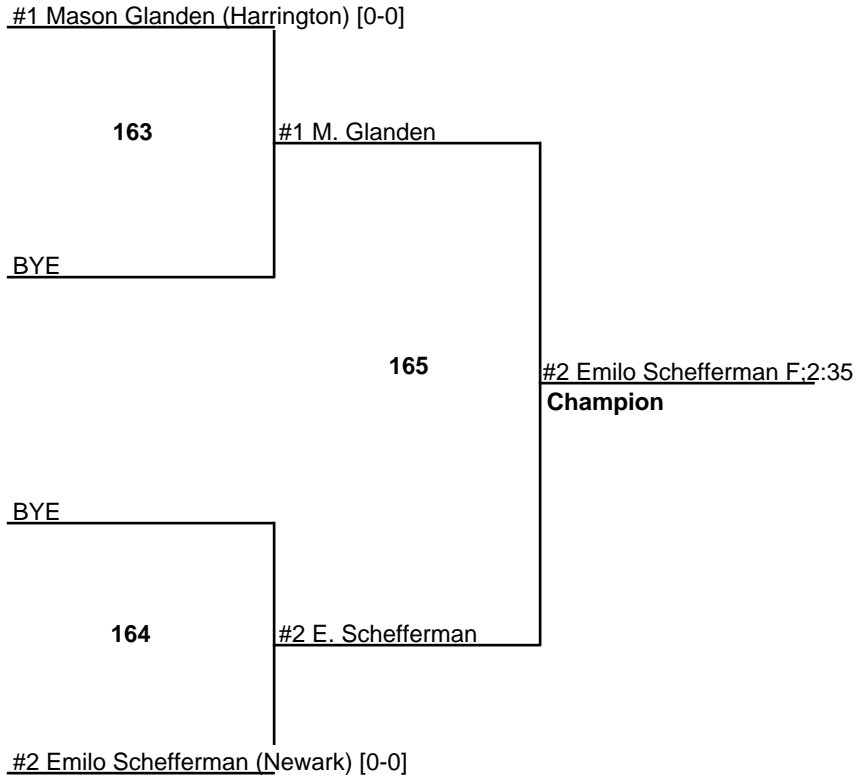 #1 Mason Glanden (Harrington) [0-0]
163
#1 M. Glanden
BYE
165
#2 Emilo Schefferman F;2:35
Champion
BYE
164
#2 E. Schefferman
#2 Emilo Schefferman (Newark) [0-0]